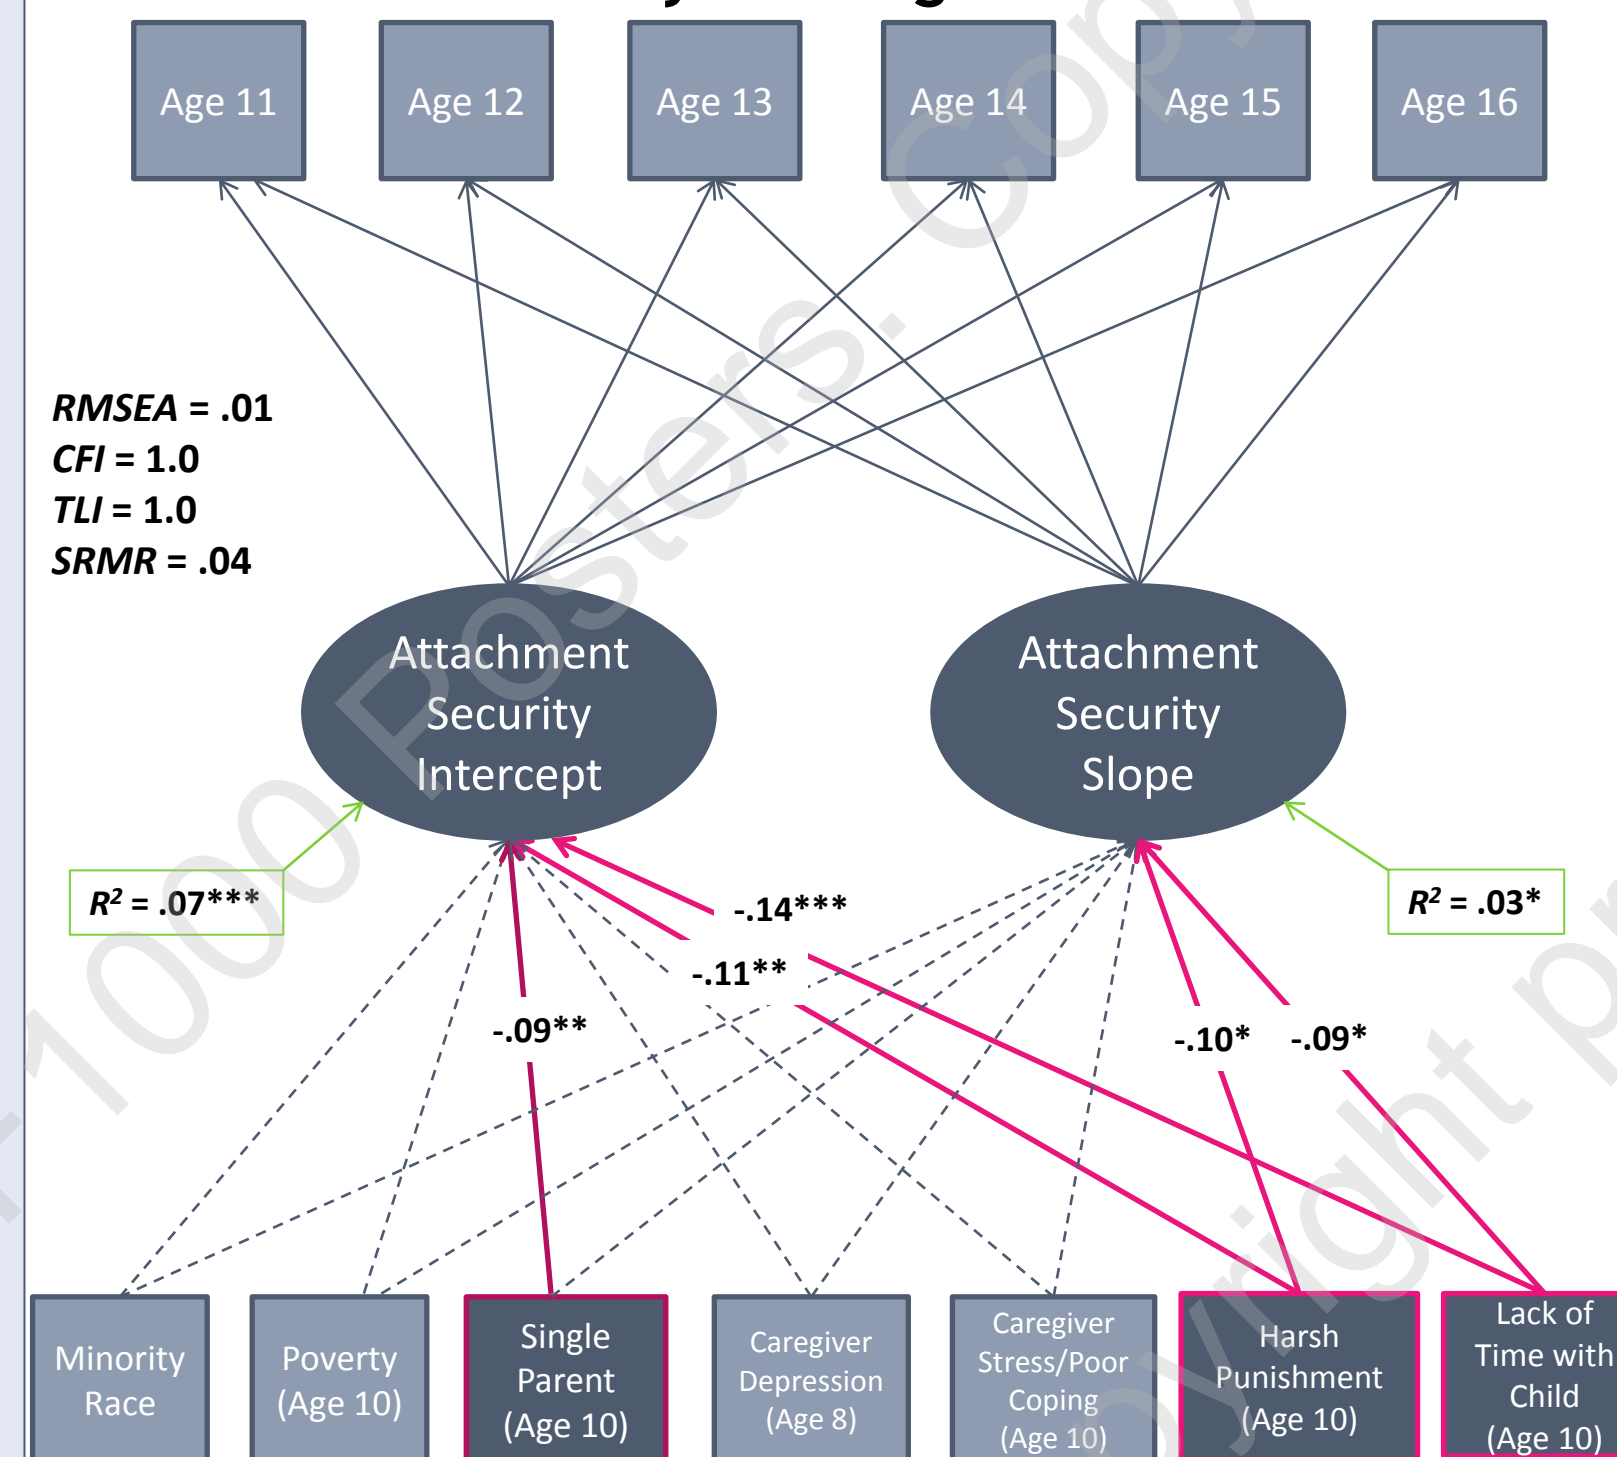 Age 11
Age 12
Age 13
Age 14
Age 15
Age 16
RMSEA = .01
CFI = 1.0
TLI = 1.0
SRMR = .04
Attachment
Security
Intercept
Attachment
Security
Slope
R² = .07***
R² = .03*
-.14***
-.11**
-.09**
-.10*
-.09*
Minority
Race
Poverty
(Age 10)
Single
Parent
(Age 10)
Caregiver
Depression
(Age 8)
Caregiver
Stress/Poor
Coping
(Age 10)
Harsh
Punishment
(Age 10)
Lack of
Time with
Child
(Age 10)
1000 Posters.